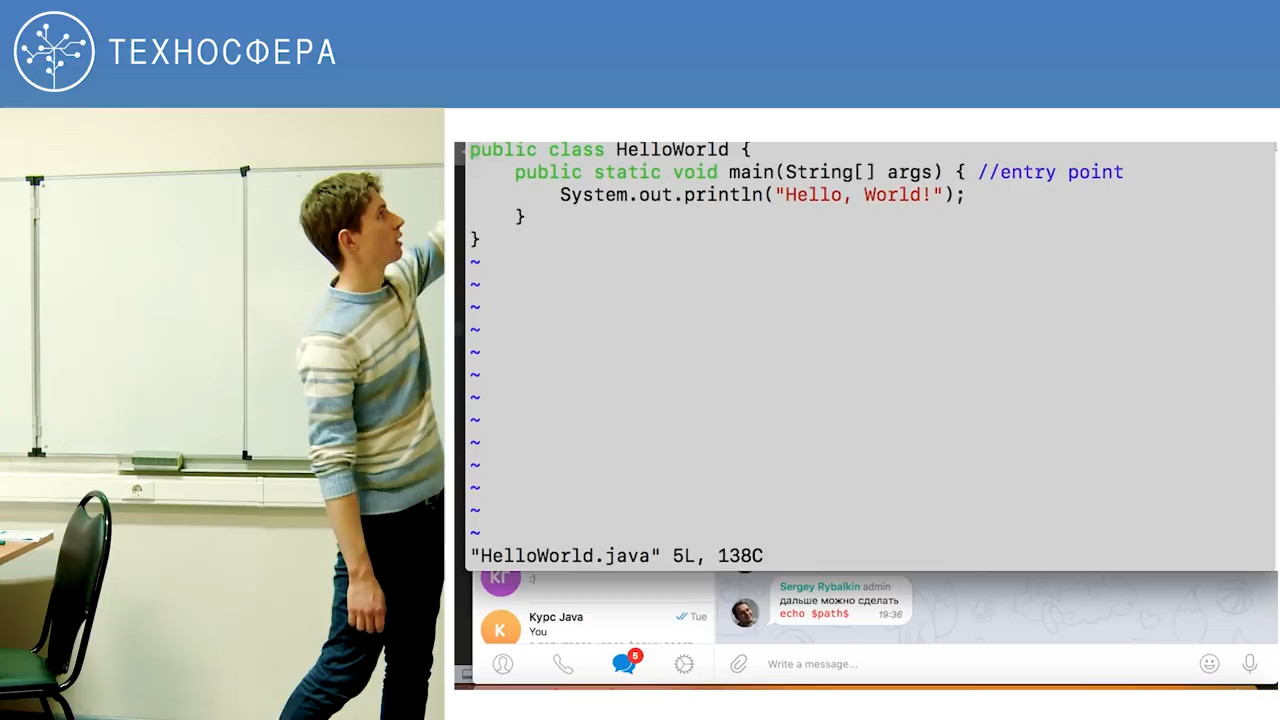 ТЕХНОСФЕРА
public class HelloWorld {
public static void main(String[] args) { //entry point
System.out.println("Hello, World!");
}
}
~
~
~
~
~
~
~
~
~
~
~
~
~
"HelloWorld.java" 5L, 138C
КГ
:)
К
Курс Java
Tue
You
5
Sergey Rybalkin admin
дальше можно сделать
echo $path$
19:36
Write a message...